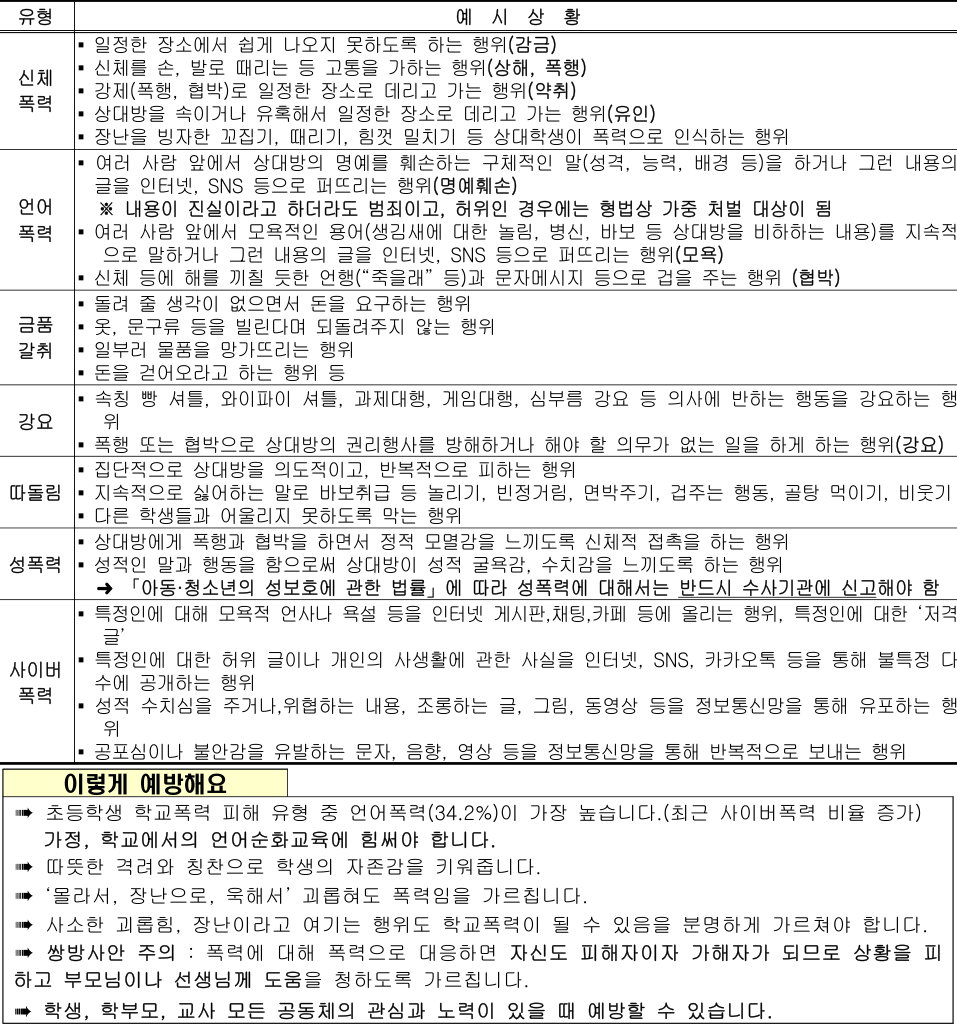 유형 예 시 상 황
신체
폭력
▪ 일정한 장소에서 쉽게 나오지 못하도록 하는 행위(감금)
▪ 신체를 손, 발로 때리는 등 고통을 가하는 행위(상해, 폭행)
▪ 강제(폭행, 협박)로 일정한 장소로 데리고 가는 행위(약취)
▪ 상대방을 속이거나 유혹해서 일정한 장소로 데리고 가는 행위(유인)
▪ 장난을 빙자한 꼬집기, 때리기, 힘껏 밀치기 등 상대학생이 폭력으로 인식하는 행위
언어
폭력
▪ 여러 사람 앞에서 상대방의 명예를 훼손하는 구체적인 말(성격, 능력, 배경 등)을 하거나 그런 내용의
글을 인터넷, SNS 등으로 퍼뜨리는 행위(명예훼손)
※ 내용이 진실이라고 하더라도 범죄이고, 허위인 경우에는 형법상 가중 처벌 대상이 됨
▪ 여러 사람 앞에서 모욕적인 용어(생김새에 대한 놀림, 병신, 바보 등 상대방을 비하하는 내용)를 지속적
으로 말하거나 그런 내용의 글을 인터넷, SNS 등으로 퍼뜨리는 행위(모욕)
▪ 신체 등에 해를 끼칠 듯한 언행(“죽을래” 등)과 문자메시지 등으로 겁을 주는 행위 (협박)
금품
갈취
▪ 돌려 줄 생각이 없으면서 돈을 요구하는 행위
▪ 옷, 문구류 등을 빌린다며 되돌려주지 않는 행위
▪ 일부러 물품을 망가뜨리는 행위
▪ 돈을 걷어오라고 하는 행위 등
강요
▪ 속칭 빵 셔틀, 와이파이 셔틀, 과제대행, 게임대행, 심부름 강요 등 의사에 반하는 행동을 강요하는 행
위
▪ 폭행 또는 협박으로 상대방의 권리행사를 방해하거나 해야 할 의무가 없는 일을 하게 하는 행위(강요)
따돌림
▪ 집단적으로 상대방을 의도적이고, 반복적으로 피하는 행위
▪ 지속적으로 싫어하는 말로 바보취급 등 놀리기, 빈정거림, 면박주기, 겁주는 행동, 골탕 먹이기, 비웃기
▪ 다른 학생들과 어울리지 못하도록 막는 행위
성폭력
▪ 상대방에게 폭행과 협박을 하면서 정적 모멸감을 느끼도록 신체적 접촉을 하는 행위
▪ 성적인 말과 행동을 함으로써 상대방이 성적 굴욕감, 수치감을 느끼도록 하는 행위
➜ 「아동·청소년의 성보호에 관한 법률」에 따라 성폭력에 대해서는 반드시 수사기관에 신고해야 함
사이버
폭력
▪ 특정인에 대해 모욕적 언사나 욕설 등을 인터넷 게시판,채팅,카페 등에 올리는 행위, 특정인에 대한 ‘저격
글’
▪ 특정인에 대한 허위 글이나 개인의 사생활에 관한 사실을 인터넷, SNS, 카카오톡 등을 통해 불특정 다
수에 공개하는 행위
▪ 성적 수치심을 주거나,위협하는 내용, 조롱하는 글, 그림, 동영상 등을 정보통신망을 통해 유포하는 행
위
▪ 공포심이나 불안감을 유발하는 문자, 음향, 영상 등을 정보통신망을 통해 반복적으로 보내는 행위
이렇게 예방해요
➠ 초등학생 학교폭력 피해 유형 중 언어폭력(34.2%)이 가장 높습니다.(최근 사이버폭력 비율 증가)
가정, 학교에서의 언어순화교육에 힘써야 합니다.
➠ 따뜻한 격려와 칭찬으로 학생의 자존감을 키워줍니다.
➠ ‘몰라서, 장난으로, 욱해서’ 괴롭혀도 폭력임을 가르칩니다.
➠ 사소한 괴롭힘, 장난이라고 여기는 행위도 학교폭력이 될 수 있음을 분명하게 가르쳐야 합니다.
➠ 쌍방사안 주의 : 폭력에 대해 폭력으로 대응하면 자신도 피해자이자 가해자가 되므로 상황을 피
하고 부모님이나 선생님께 도움을 청하도록 가르칩니다.
➠ 학생, 학부모, 교사 모든 공동체의 관심과 노력이 있을 때 예방할 수 있습니다.